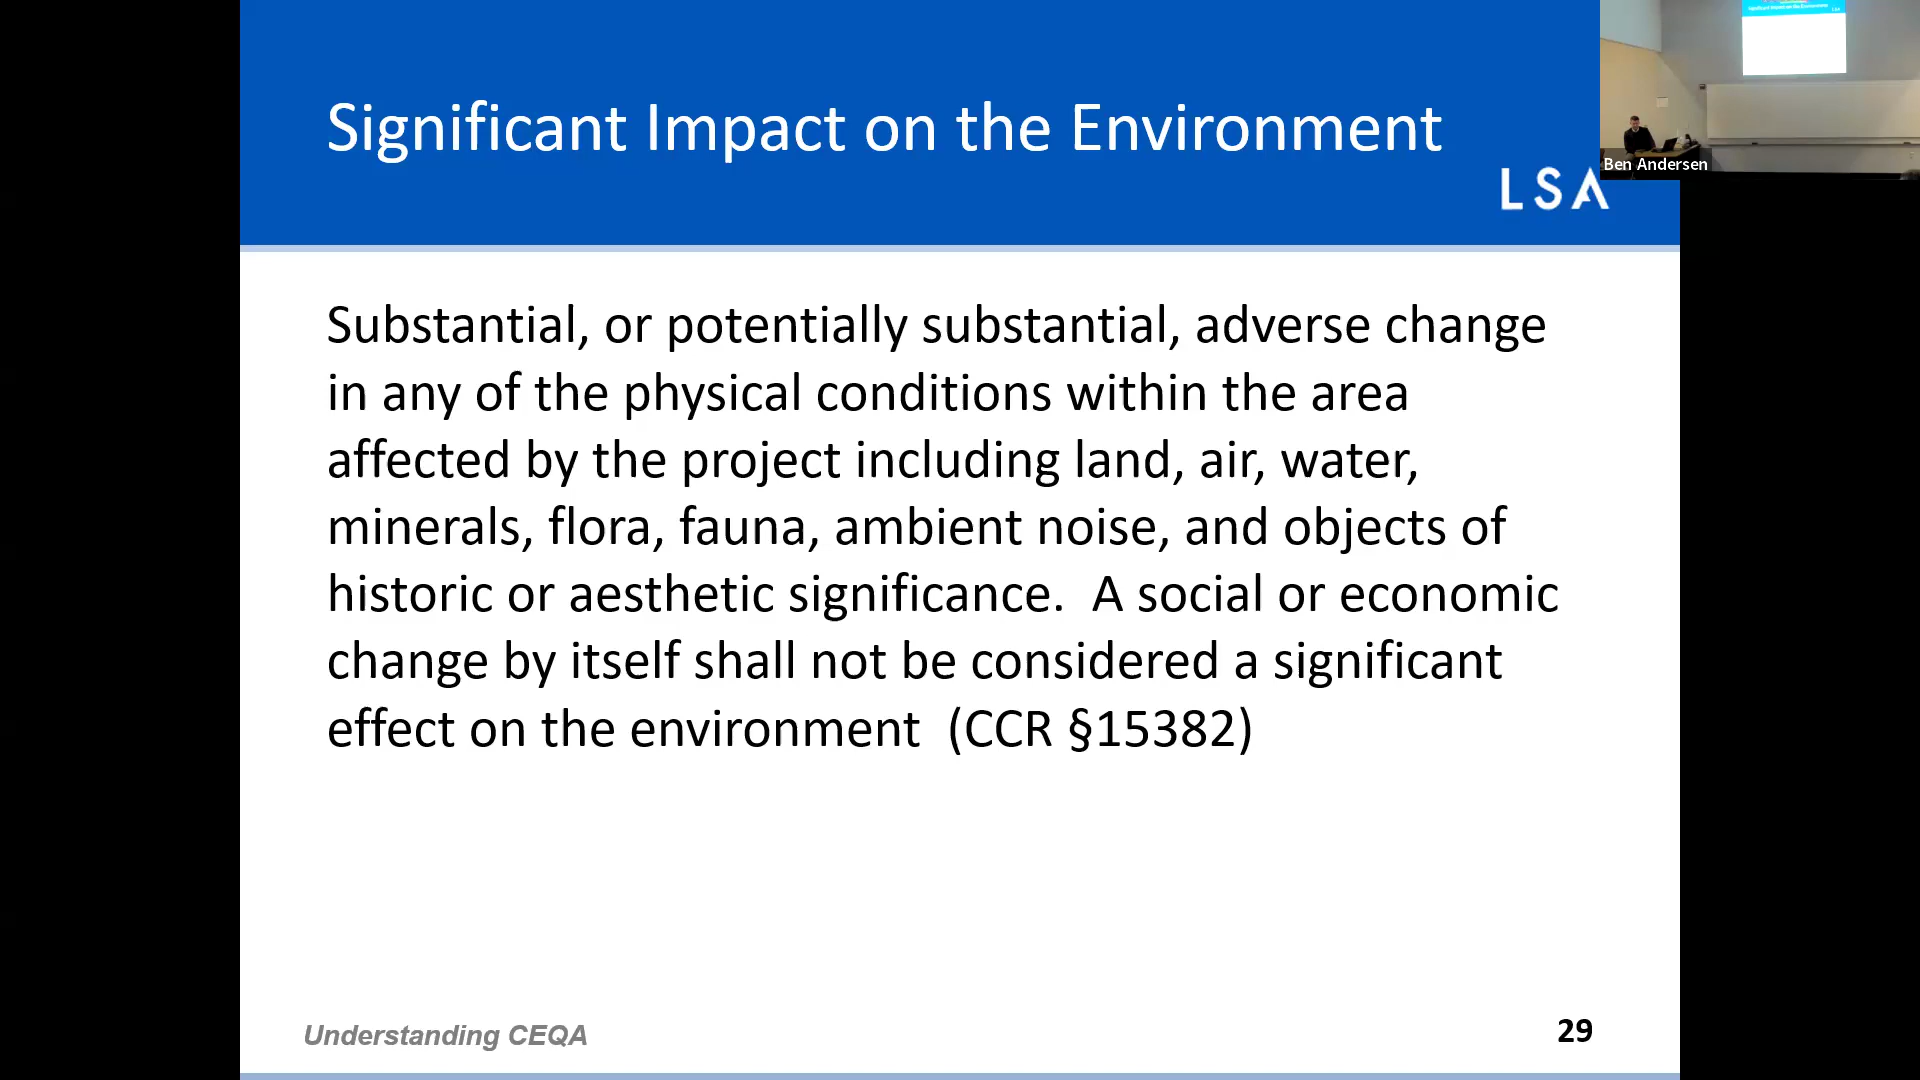 Significant Impact on the Environment
LSA
Ben Andersen
Substantial, or potentially substantial, adverse change
in any of the physical conditions within the area
affected by the project including land, air, water,
minerals, flora, fauna, ambient noise, and objects of
historic or aesthetic significance.  A social or economic
change by itself shall not be considered a significant
effect on the environment  (CCR §15382)
Understanding CEQA
29